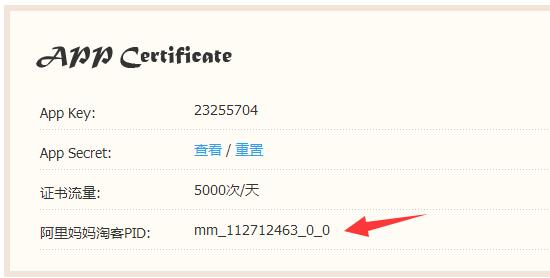 APP Certificate
App Key: 23255704
App Secret: 查看 / 重置
证书流量: 5000次/天
阿里妈妈淘客PID: mm_112712463_0_0